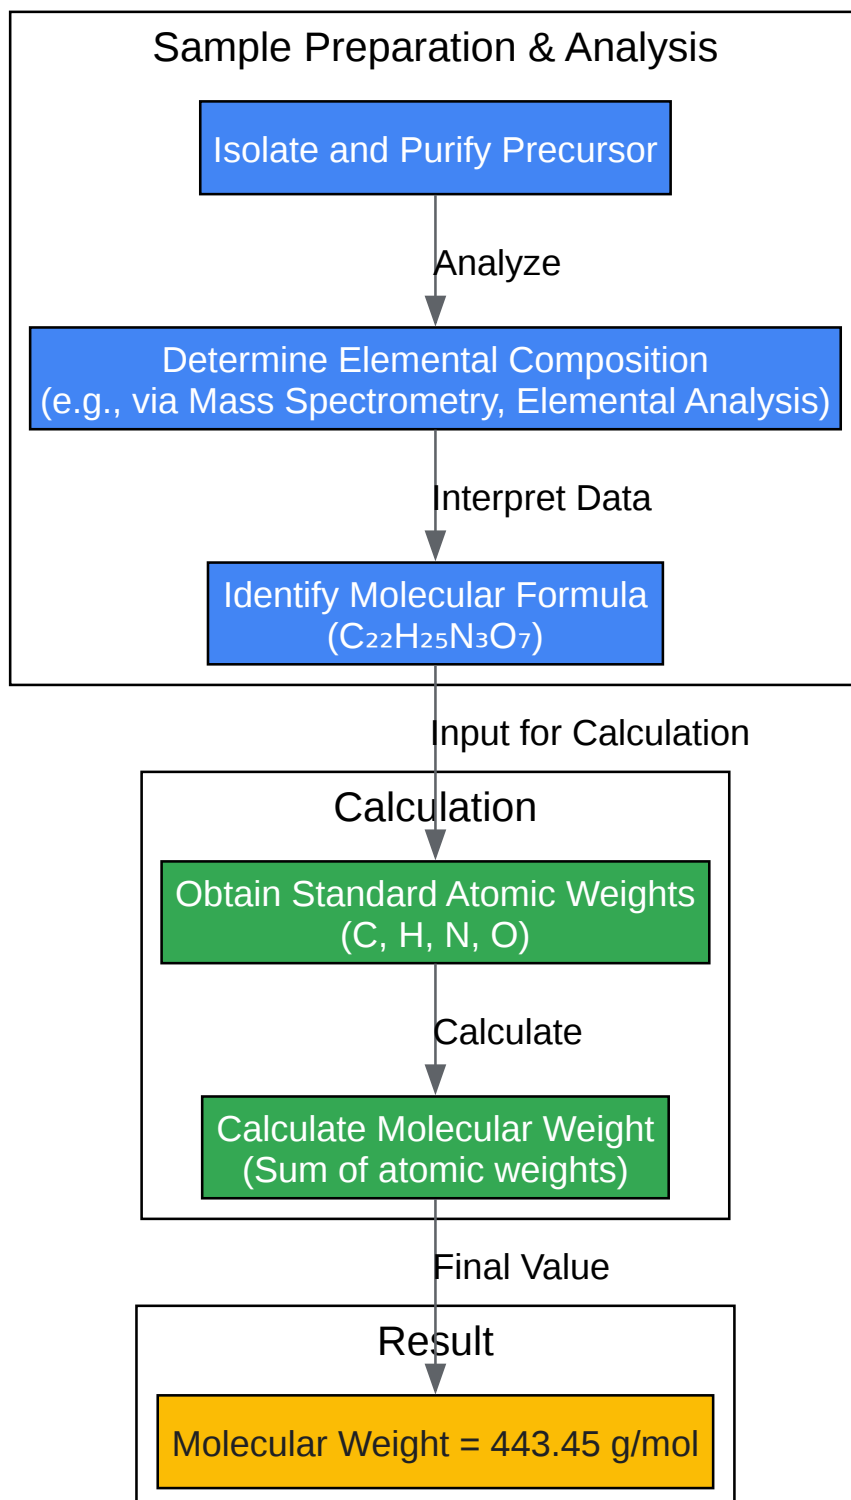 Sample Preparation & Analysis
Isolate and Purify Precursor
Analyze
Determine Elemental Composition
(e.g., via Mass Spectrometry, Elemental Analysis)
Interpret Data
Identify Molecular Formula
(C₂₂H₂₅N₃O₇)
Input for Calculation
Calculation
Obtain Standard Atomic Weights
(C, H, N, O)
Calculate
Calculate Molecular Weight
(Sum of atomic weights)
Final Value
Result
Molecular Weight = 443.45 g/mol